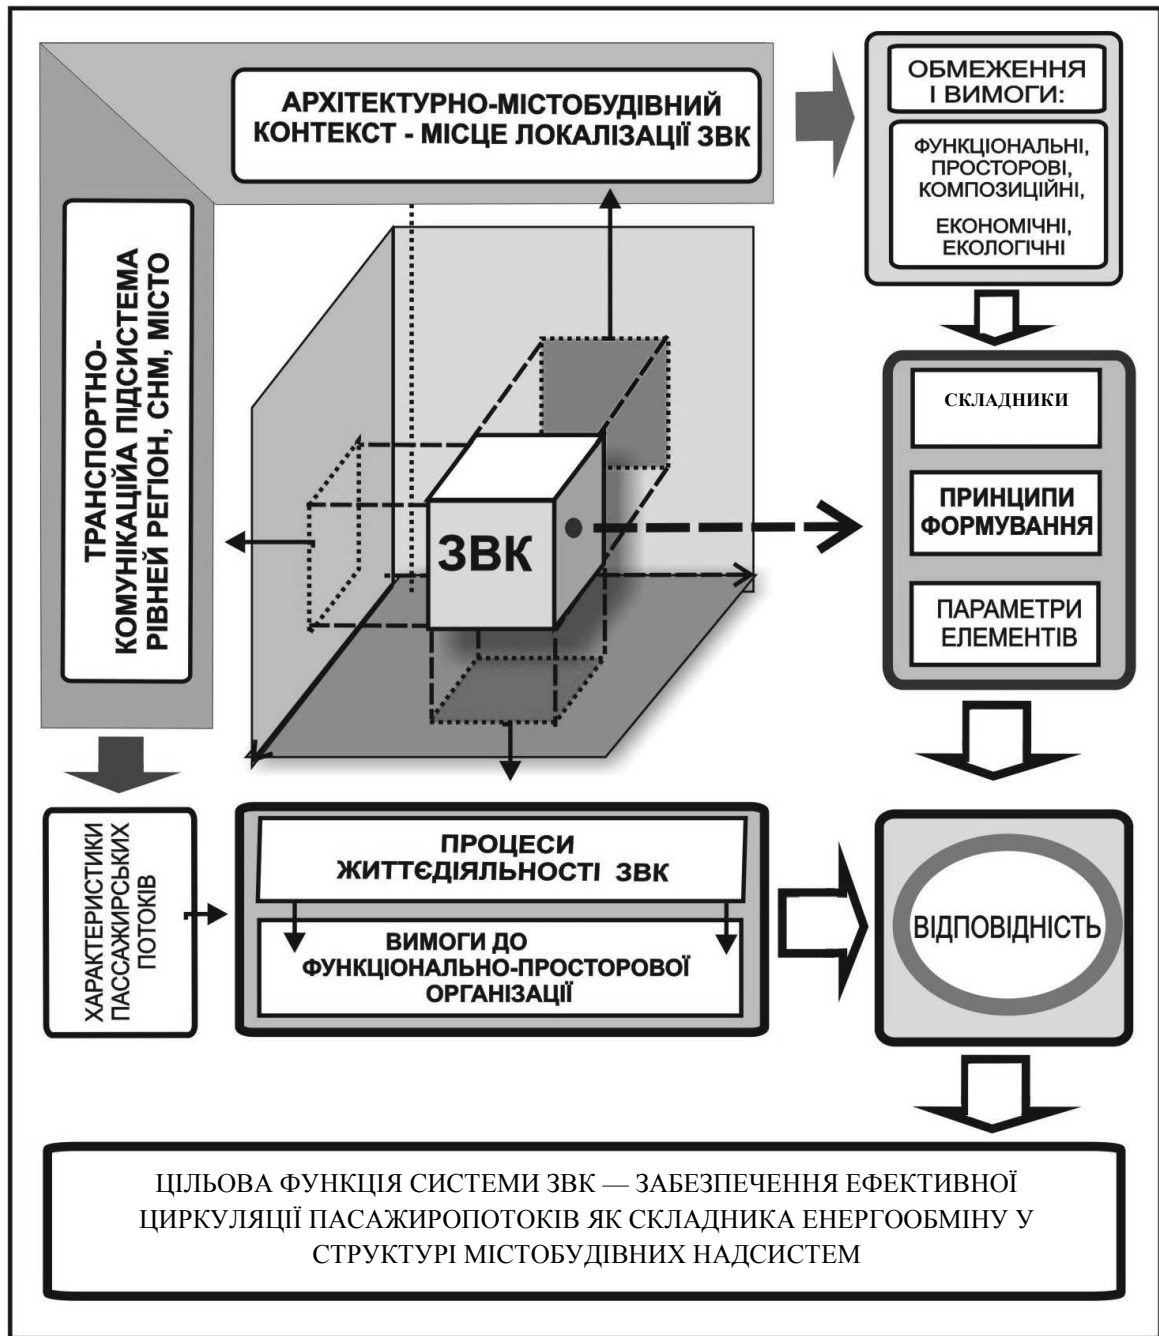 АРХІТЕКТУРНО-МІСТОБУДІВНИЙ
КОНТЕКСТ - МІСЦЕ ЛОКАЛІЗАЦІЇ ЗВК
ОБМЕЖЕННЯ
І ВИМОГИ:
ФУНКЦІОНАЛЬНІ,
ПРОСТОРОВІ,
КОМПОЗИЦІЙНІ,
ЕКОНОМІЧНІ,
ЕКОЛОГІЧНІ
ТРАНСПОРТНО-
КОМУНІКАЦІЙА ПІДСИСТЕМА
РІВНЕЙ РЕГІОН, СНМ, МІСТО
ЗВК
СКЛАДНИКИ
ПРИНЦИПИ
ФОРМУВАННЯ
ПАРАМЕТРИ
ЕЛЕМЕНТІВ
ХАРАКТЕРИСТИКИ
ПАССАЖИРСЬКИХ
ПОТОКІВ
ПРОЦЕСИ
ЖИТТЄДІЯЛЬНОСТІ ЗВК
ВИМОГИ ДО
ФУНКЦІОНАЛЬНО-ПРОСТОРОВОЇ
ОРГАНІЗАЦІЇ
ВІДПОВІДНІСТЬ
ЦІЛЬОВА ФУНКЦІЯ СИСТЕМИ ЗВК — ЗАБЕЗПЕЧЕННЯ ЕФЕКТИВНОЇ
ЦИРКУЛЯЦІЇ ПАСАЖИРОПОТОКІВ ЯК СКЛАДНИКА ЕНЕРГООБМІНУ У
СТРУКТУРІ МІСТОБУДІВНИХ НАДСИСТЕМ